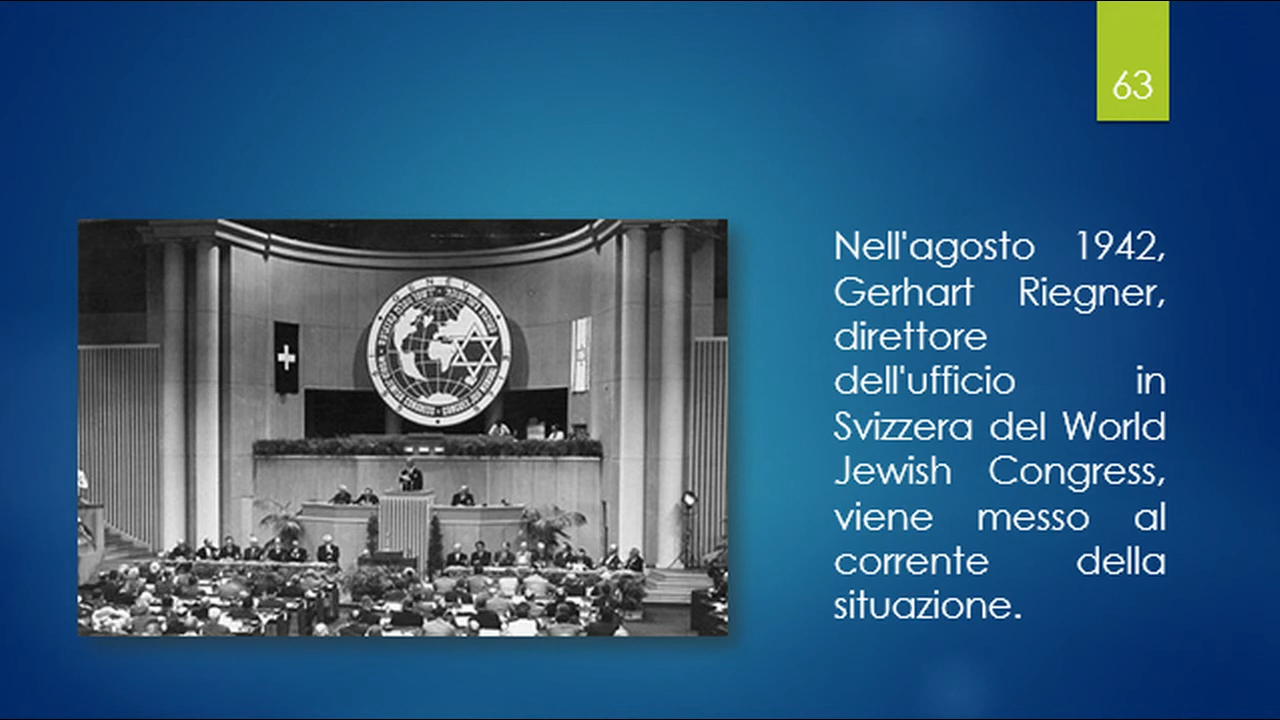 63
Nell'agosto 1942,
Gerhart Riegner,
direttore
dell'ufficio in
Svizzera del World
Jewish Congress,
viene messo al
corrente della
situazione.
GENÈVE